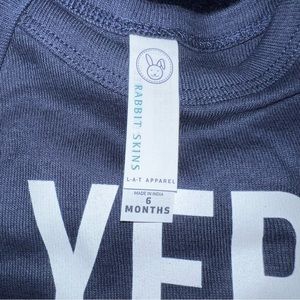 RABBIT SKINS
L·A·T APPAREL
MADE IN INDIA
6
MONTHS
YEP